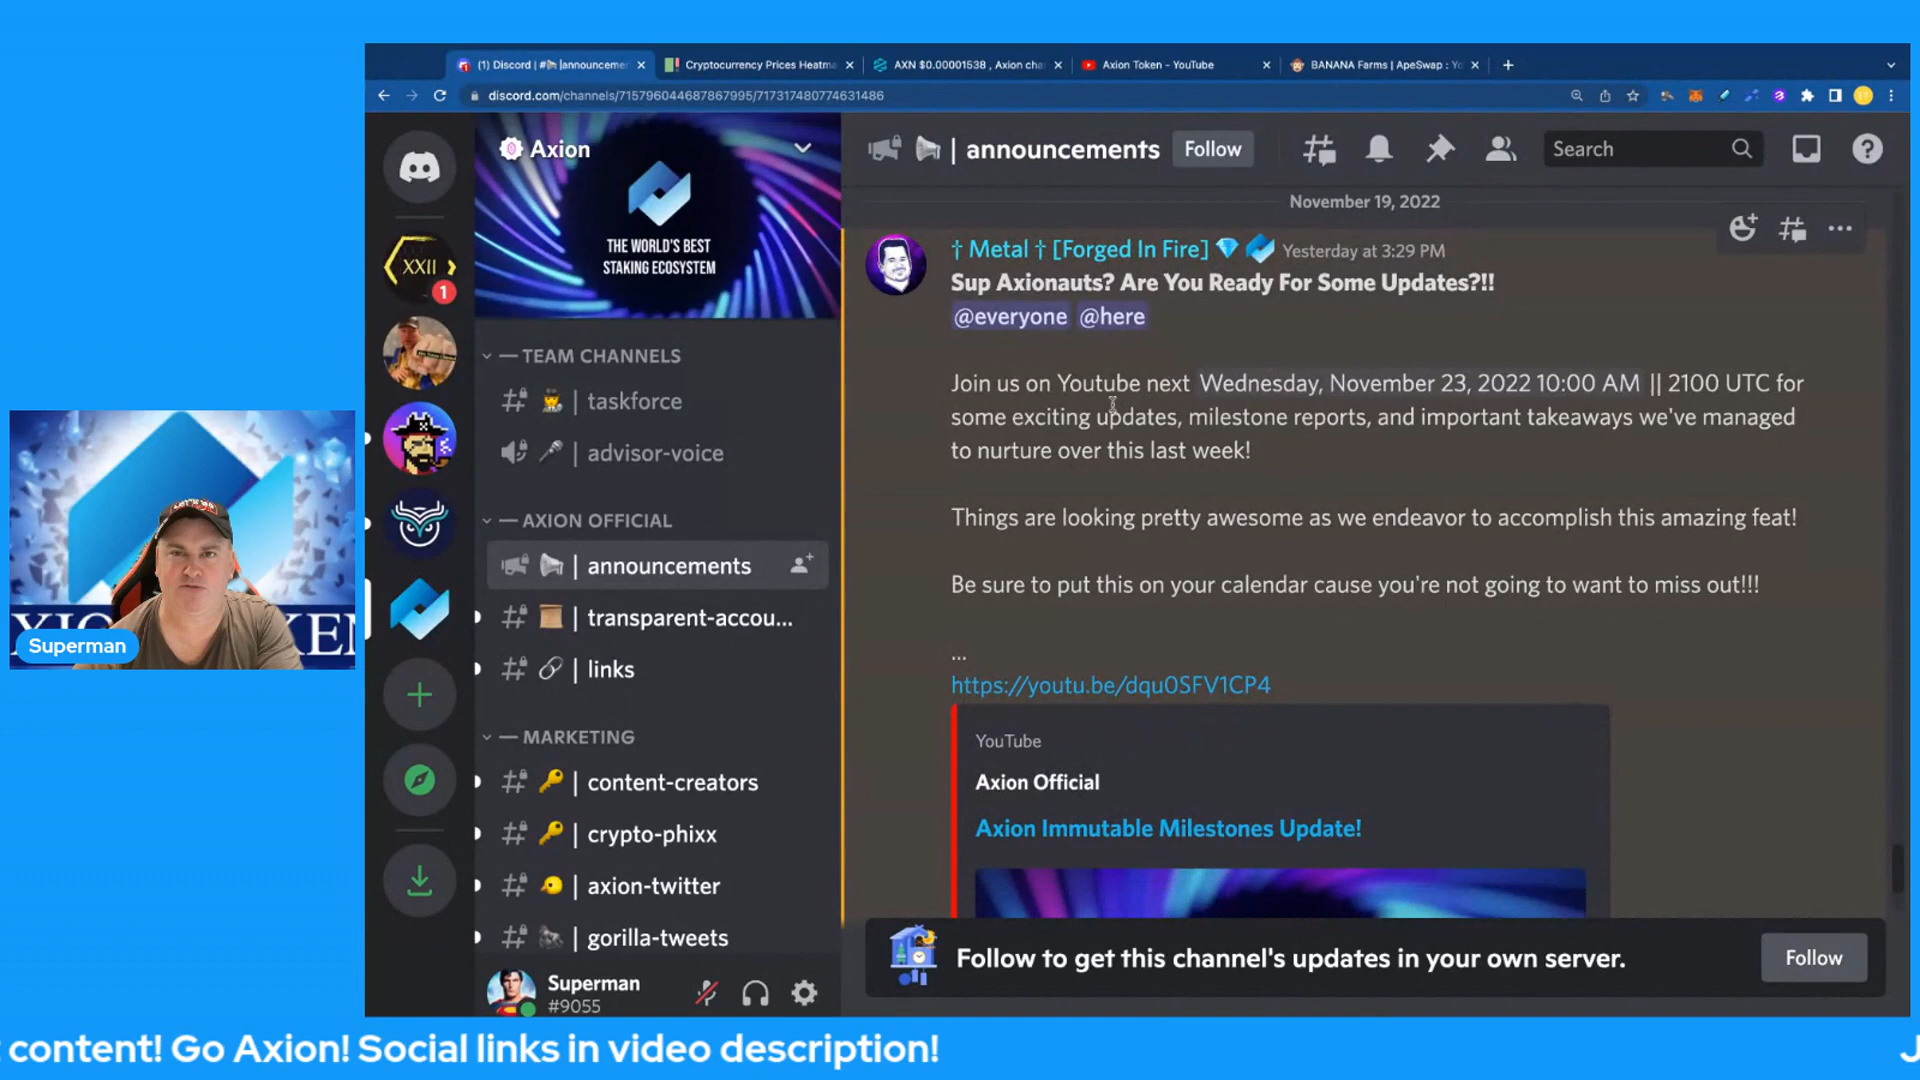 (1) Discord | # |announcemer
Cryptocurrency Prices Heatma
AXN $0.00001538 , Axion cha
Axion Token - YouTube
BANANA Farms | ApeSwap : Yo
discord.com/channels/715796044687867995/717317480774631486
Axion
THE WORLD'S BEST
STAKING ECOSYSTEM
XXII
1
TEAM CHANNELS
| taskforce
| advisor-voice
AXION OFFICIAL
| announcements
| transparent-accou...
| links
MARKETING
| content-creators
| crypto-phixx
| axion-twitter
| gorilla-tweets
Superman
#9055
| announcements
Follow
Search
November 19, 2022
† Metal † [Forged In Fire] Yesterday at 3:29 PM
Sup Axionauts? Are You Ready For Some Updates?!!
@everyone @here
Join us on Youtube next Wednesday, November 23, 2022 10:00 AM || 2100 UTC for
some exciting updates, milestone reports, and important takeaways we've managed
to nurture over this last week!
Things are looking pretty awesome as we endeavor to accomplish this amazing feat!
Be sure to put this on your calendar cause you're not going to want to miss out!!!
...
https://youtu.be/dqu0SFV1CP4
YouTube
Axion Official
Axion Immutable Milestones Update!
Follow to get this channel's updates in your own server.
Follow
Superman
content! Go Axion! Social links in video description!